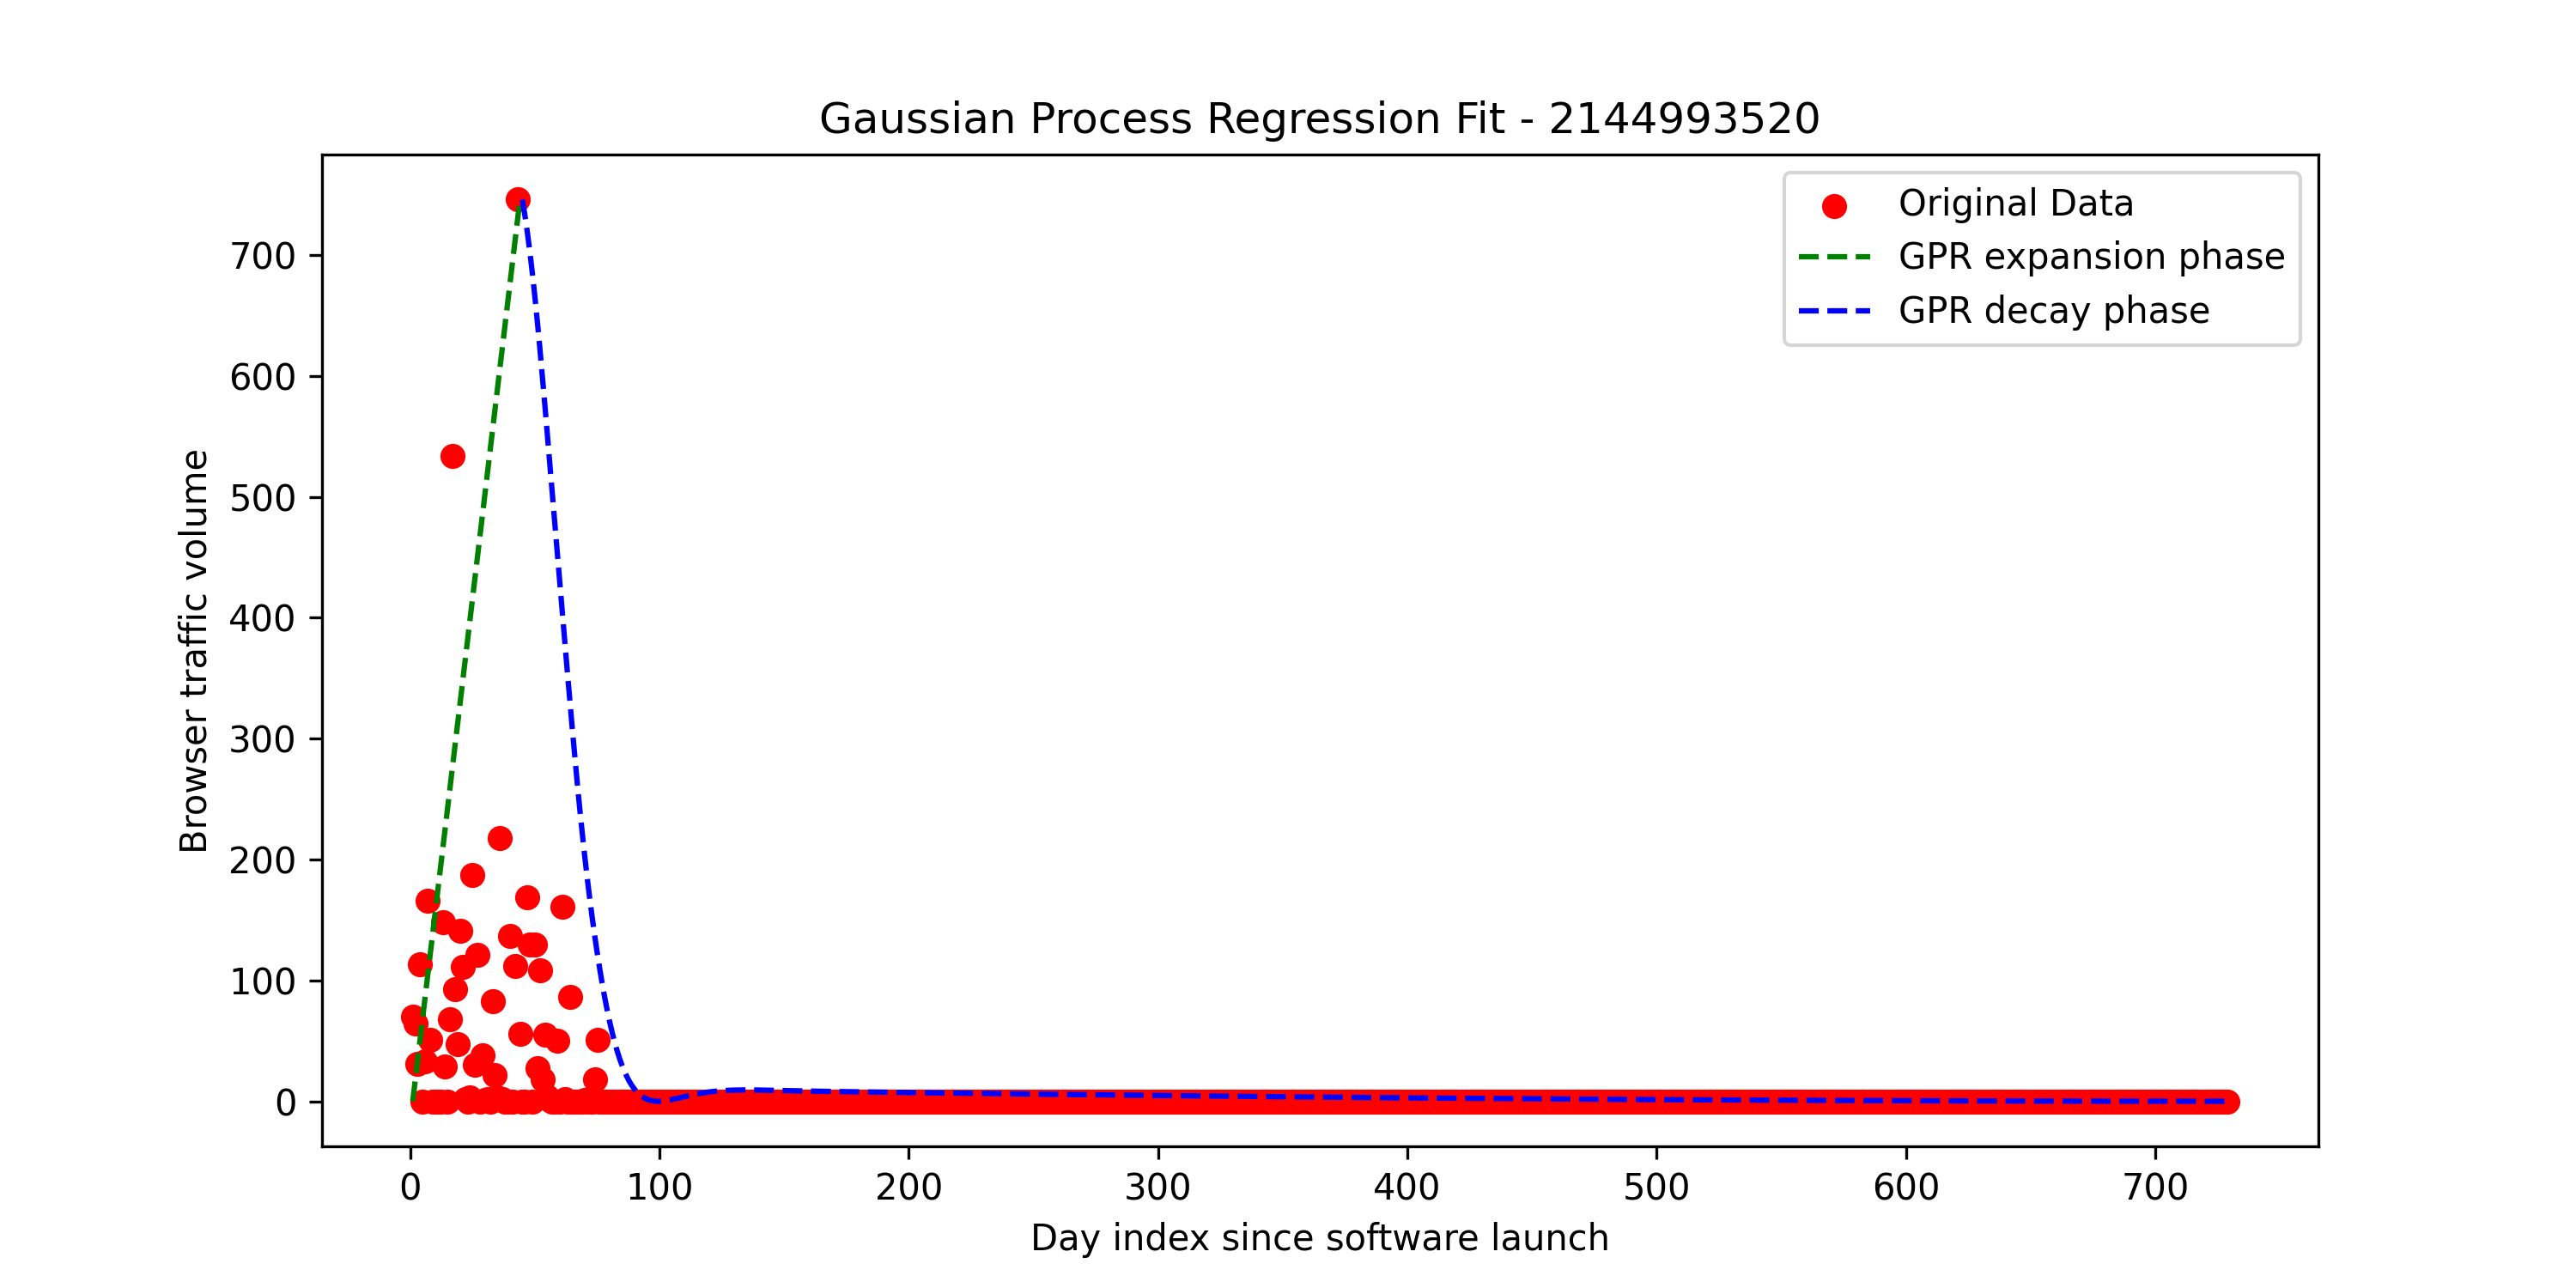 Gaussian Process Regression Fit - 2144993520
Original Data
GPR expansion phase
GPR decay phase
Browser traffic volume
700
600
500
400
300
200
100
0
0 100 200 300 400 500 600 700
Day index since software launch